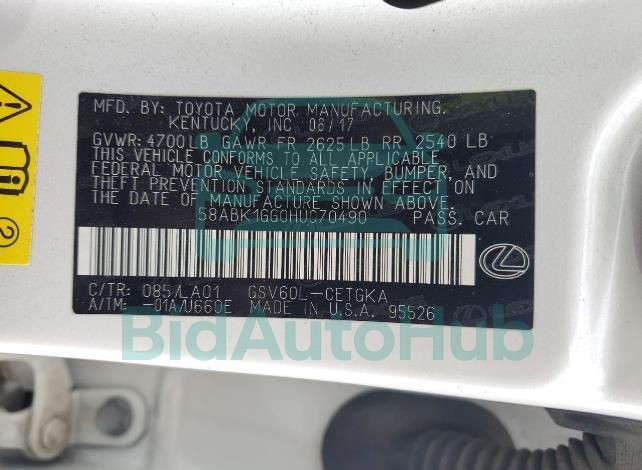 MFD. BY: TOYOTA MOTOR MANUFACTURING.
KENTUCKY, INC 06/17
GVWR: 4700LB GAWR FR 2625LB RR 2540 LB
THIS VEHICLE CONFORMS TO ALL APPLICABLE
FEDERAL MOTOR VEHICLE SAFETY, BUMPER, AND
THEFT PREVENTION STANDARDS IN EFFECT ON
THE DATE OF MANUFACTURE SHOWN ABOVE.
58ABK1GG0HU070490 PASS. CAR
C/TR: 085/LA01 GSV60L-CETGKA
A/TM: -01A/U660E MADE IN U.S.A. 95526
BidAutoHub
2